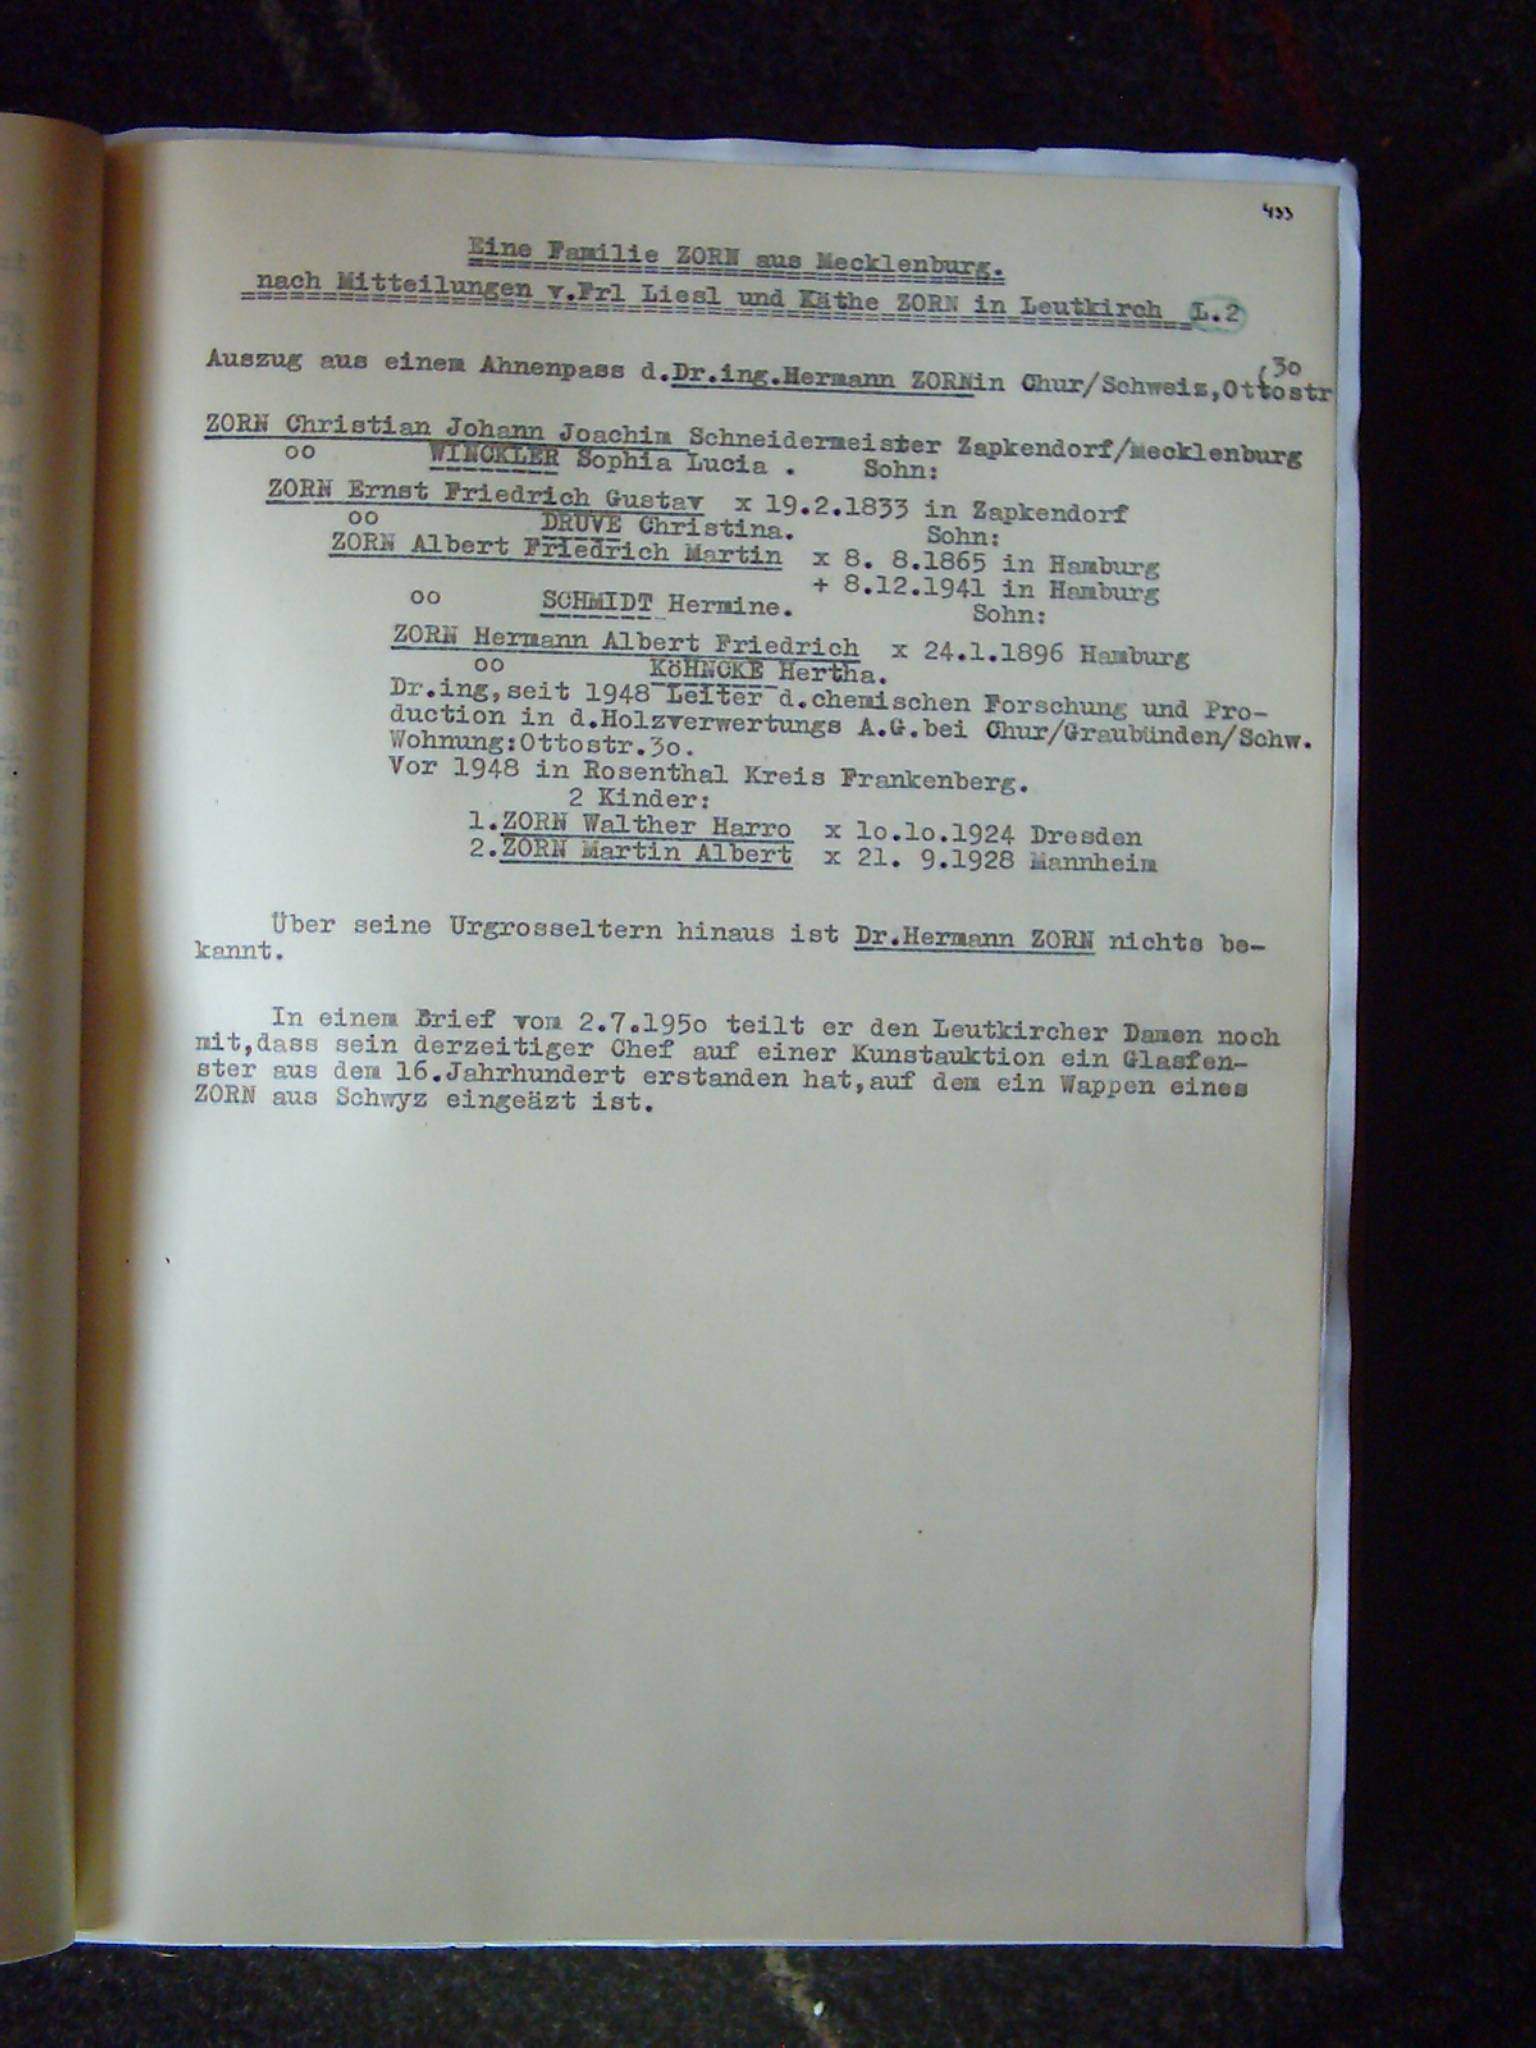 433
Eine Familie ZORN aus Mecklenburg.
nach Mitteilungen v.Frl Liesl und Käthe ZORN in Leutkirch L.2
30
Auszug aus einem Ahnenpass d.Dr.ing.Hermann ZORNin Chur/Schweiz,Ottostr
ZORN Christian Johann Joachim Schneidermeister Zapkendorf/Mecklenburg
oo WINCKLER Sophia Lucia . Sohn:
ZORN Ernst Friedrich Gustav x 19.2.1833 in Zapkendorf
oo DRUVE Christina. Sohn:
ZORN Albert Friedrich Martin x 8. 8.1865 in Hamburg
+ 8.12.1941 in Hamburg
oo SCHMIDT Hermine. Sohn:
ZORN Hermann Albert Friedrich x 24.1.1896 Hamburg
oo KöHNCKE Hertha.
Dr.ing,seit 1948 Leiter d.chemischen Forschung und Pro-
duction in d.Holzverwertungs A.G.bei Chur/Graubünden/Schw.
Wohnung:Ottostr.3o.
Vor 1948 in Rosenthal Kreis Frankenberg.
2 Kinder:
1.ZORN Walther Harro x 1o.1o.1924 Dresden
2.ZORN Martin Albert x 21. 9.1928 Mannheim
Über seine Urgrosseltern hinaus ist Dr.Hermann ZORN nichts be-
kannt.
In einem Brief vom 2.7.195o teilt er den Leutkircher Damen noch
mit,dass sein derzeitiger Chef auf einer Kunstauktion ein Glasfen-
ster aus dem 16.Jahrhundert erstanden hat,auf dem ein Wappen eines
ZORN aus Schwyz eingeäzt ist.